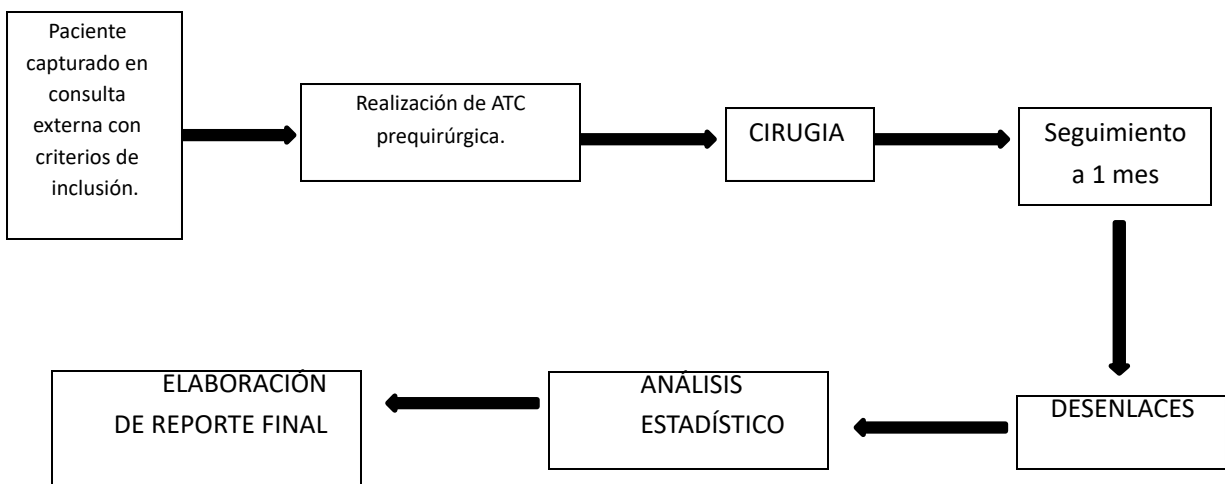 Paciente
capturado en
consulta
externa con
criterios de
inclusión.
Realización de ATC
prequirúrgica.
CIRUGIA
Seguimiento
a 1 mes
DESENLACES
ANÁLISIS
ESTADÍSTICO
ELABORACIÓN
DE REPORTE FINAL